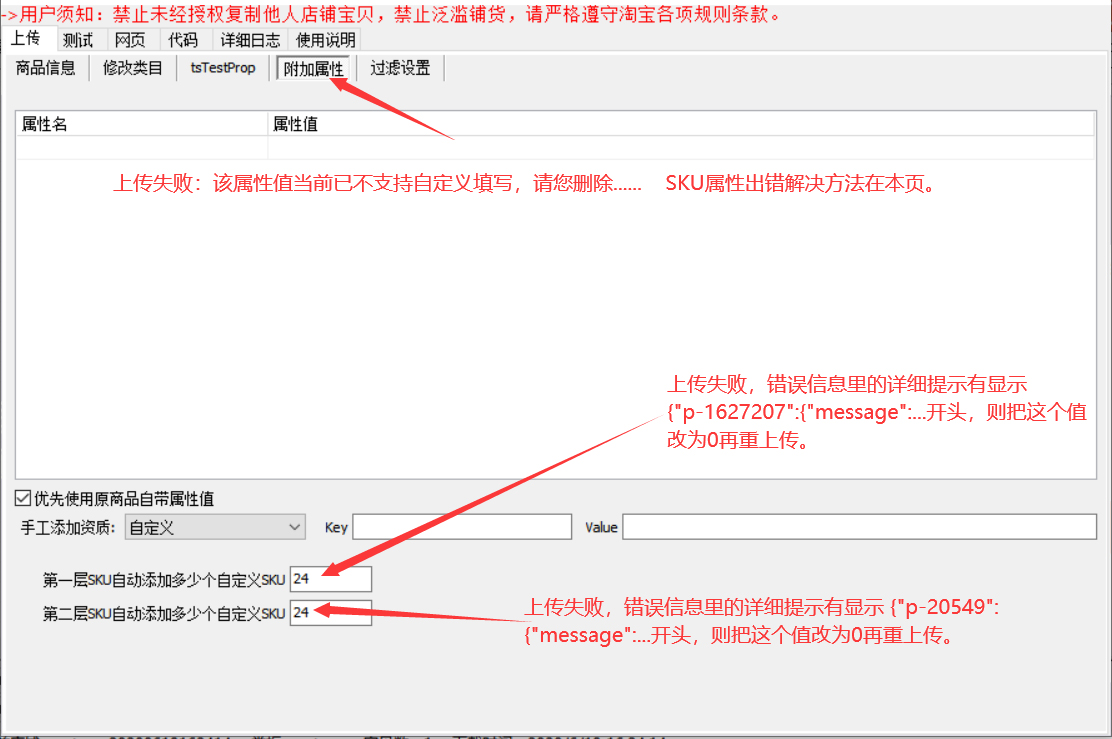 ->用户须知：禁止未经授权复制他人店铺宝贝，禁止泛滥铺货，请严格遵守淘宝各项规则条款。
上传 测试 网页 代码 详细日志 使用说明
商品信息 修改类目 tsTestProp 附加属性 过滤设置
属性名 属性值
上传失败：该属性值当前已不支持自定义填写，请您删除...... SKU属性出错解决方法在本页。
上传失败，错误信息里的详细提示有显示
{"p-1627207":{"message":...开头，则把这个值
改为0再重上传。
优先使用原商品自带属性值
手工添加资质: 自定义 Key Value
第一层SKU自动添加多少个自定义SKU 24
第二层SKU自动添加多少个自定义SKU 24
上传失败，错误信息里的详细提示有显示 {"p-20549":
{"message":...开头，则把这个值改为0再重上传。